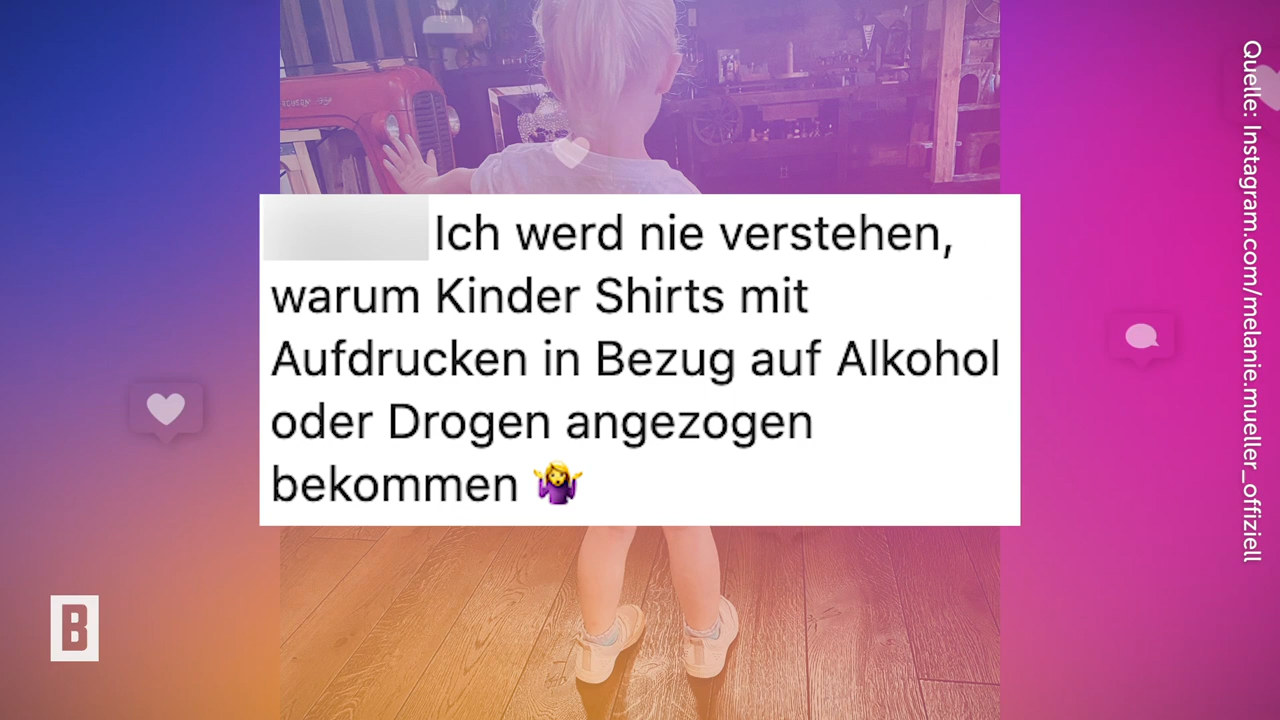 Ich werd nie verstehen,
warum Kinder Shirts mit
Aufdrucken in Bezug auf Alkohol
oder Drogen angezogen
bekommen 🤷‍♀️
Quelle: Instagram.com/melanie.mueller_offiziell
B